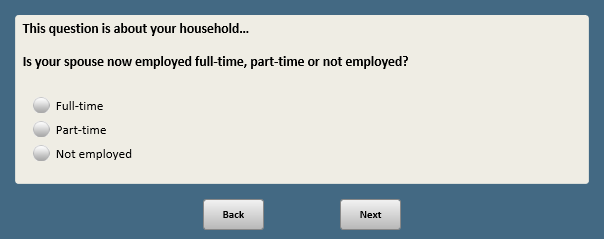 This question is about your household...
Is your spouse now employed full-time, part-time or not employed?
Full-time
Part-time
Not employed
Back
Next